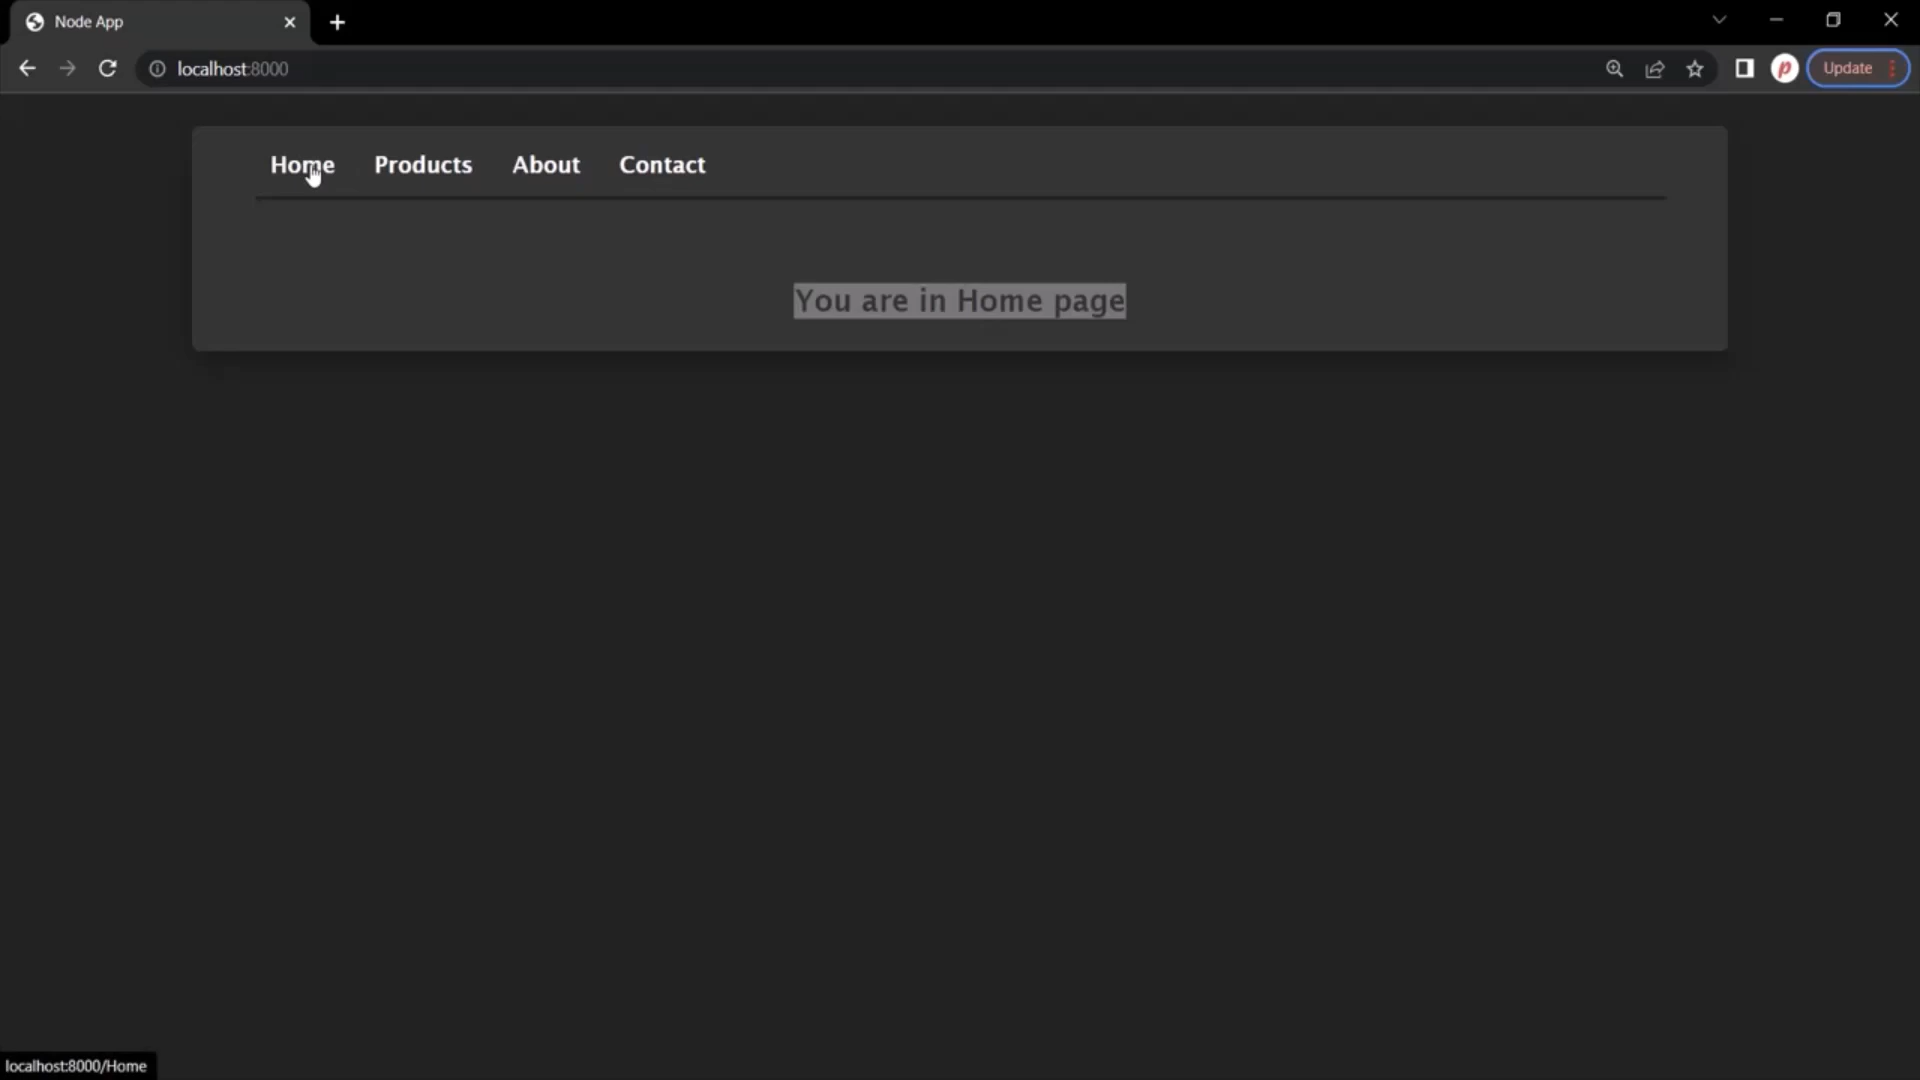 Node App
localhost:8000
Update
Home Products About Contact
You are in Home page
localhost:8000/Home